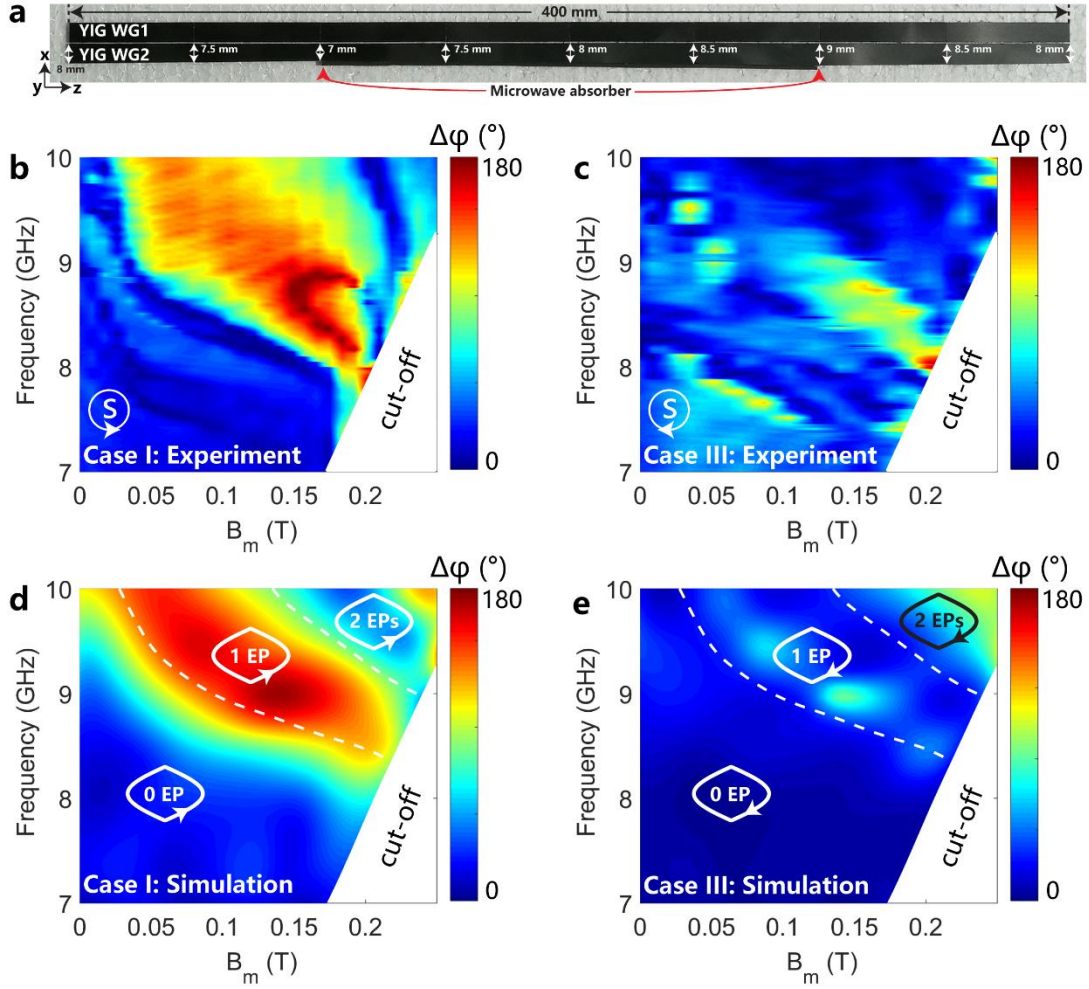 a
400 mm
YIG WG1
YIG WG2
8 mm
7.5 mm
7 mm
7.5 mm
8 mm
8.5 mm
9 mm
8.5 mm
8 mm
x
y
z
Microwave absorber
b
Δφ (°)
180
0
Frequency (GHz)
10
9
8
7
0
0.05
0.1
0.15
0.2
B_m (T)
S
cut-off
Case I: Experiment
c
Δφ (°)
180
0
Frequency (GHz)
10
9
8
7
0
0.05
0.1
0.15
0.2
B_m (T)
S
cut-off
Case III: Experiment
d
Δφ (°)
180
0
Frequency (GHz)
10
9
8
7
0
0.05
0.1
0.15
0.2
B_m (T)
2 EPs
1 EP
0 EP
cut-off
Case I: Simulation
e
Δφ (°)
180
0
Frequency (GHz)
10
9
8
7
0
0.05
0.1
0.15
0.2
B_m (T)
2 EPs
1 EP
0 EP
cut-off
Case III: Simulation